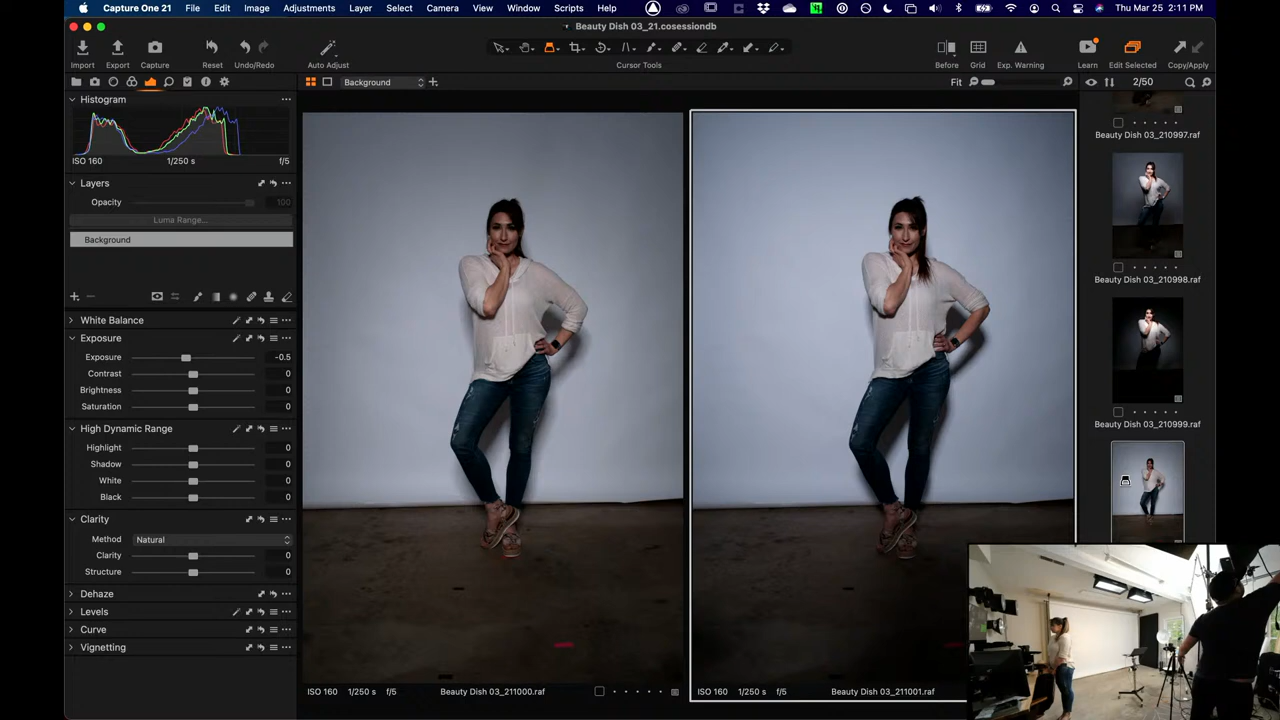 Capture One 21 File Edit Image Adjustments Layer Select Camera View Window Scripts Help Thu Mar 25 2:11 PM
Beauty Dish 03_21.cosessiondb
Import Export Capture Reset Undo/Redo Auto Adjust Cursor Tools Before Grid Exp. Warning Learn Edit Selected Copy/Apply
Background Fit 2/50
Histogram
ISO 160 1/250 s f/5
Layers
Opacity 100
Luma Range...
Background
White Balance
Exposure
Exposure -0.5
Contrast 0
Brightness 0
Saturation 0
High Dynamic Range
Highlight 0
Shadow 0
White 0
Black 0
Clarity
Method Natural
Clarity 0
Structure 0
Dehaze
Levels
Curve
Vignetting
ISO 160 1/250 s f/5 Beauty Dish 03_211000.raf
ISO 160 1/250 s f/5 Beauty Dish 03_211001.raf
Beauty Dish 03_210997.raf
Beauty Dish 03_210998.raf
Beauty Dish 03_210999.raf